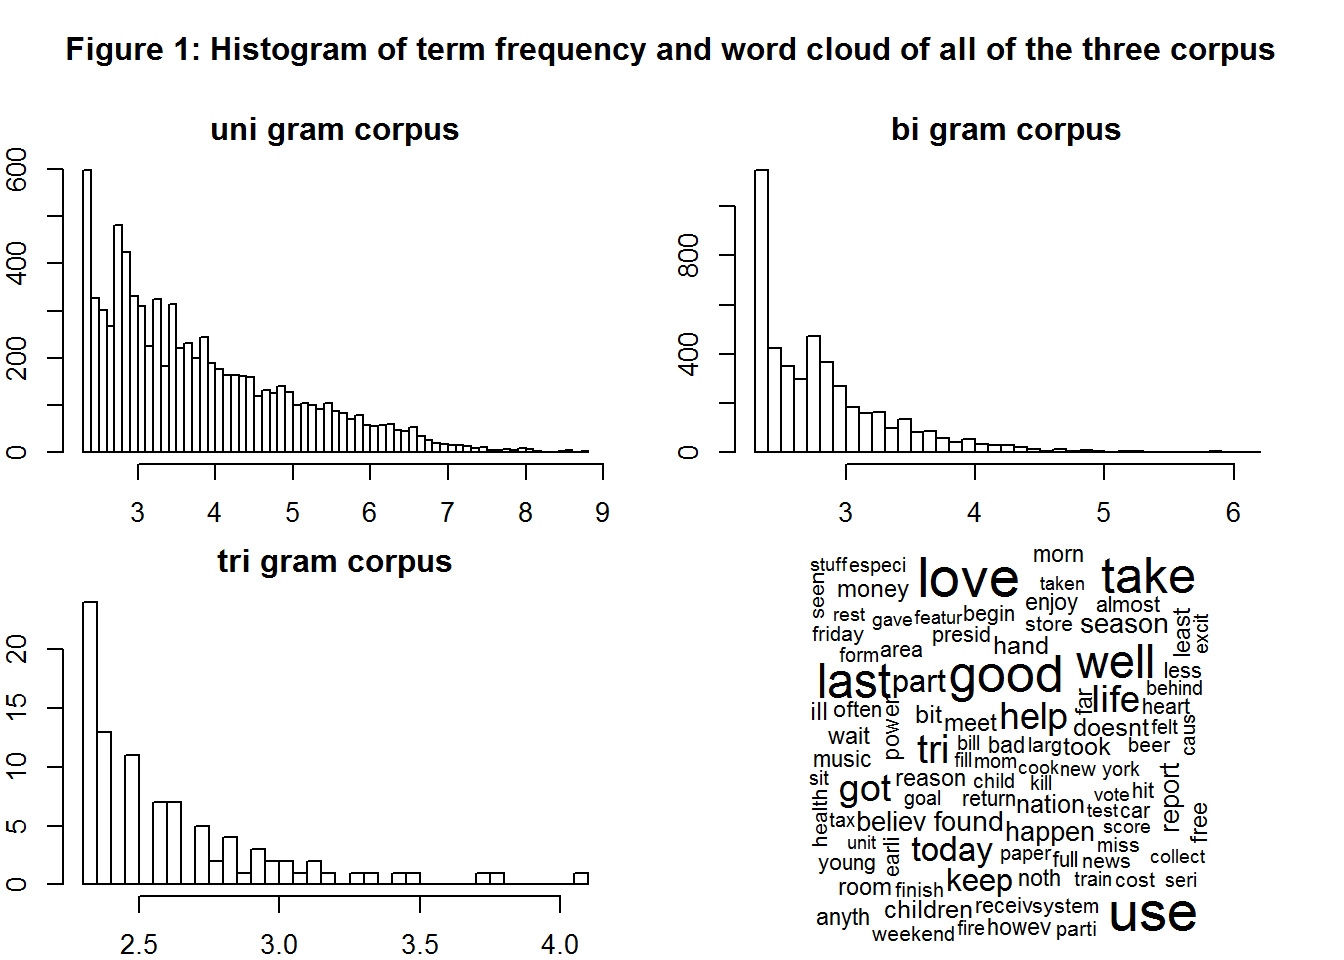 Figure 1: Histogram of term frequency and word cloud of all of the three corpus
uni gram corpus
600
400
200
0
3 4 5 6 7 8 9
bi gram corpus
800
400
0
3 4 5 6
tri gram corpus
20
15
10
5
0
2.5 3.0 3.5 4.0
morn
stuff especi
love take
seen money taken
enjoy almost
rest gave featur begin store season least excit
friday presid hand
form area
well
last part good less
behind
life
far heart
ill often bit meet help doesnt felt caus
power
wait tri bill bad larg took beer
music fill mom cook new york
sit reason child kill
got goal return nation vote hit report
health test car free
tax believ found happen score
unit miss
earli today paper full news collect
young
room finish keep noth train cost seri
children receiv system use
anyth
weekend fire howev parti